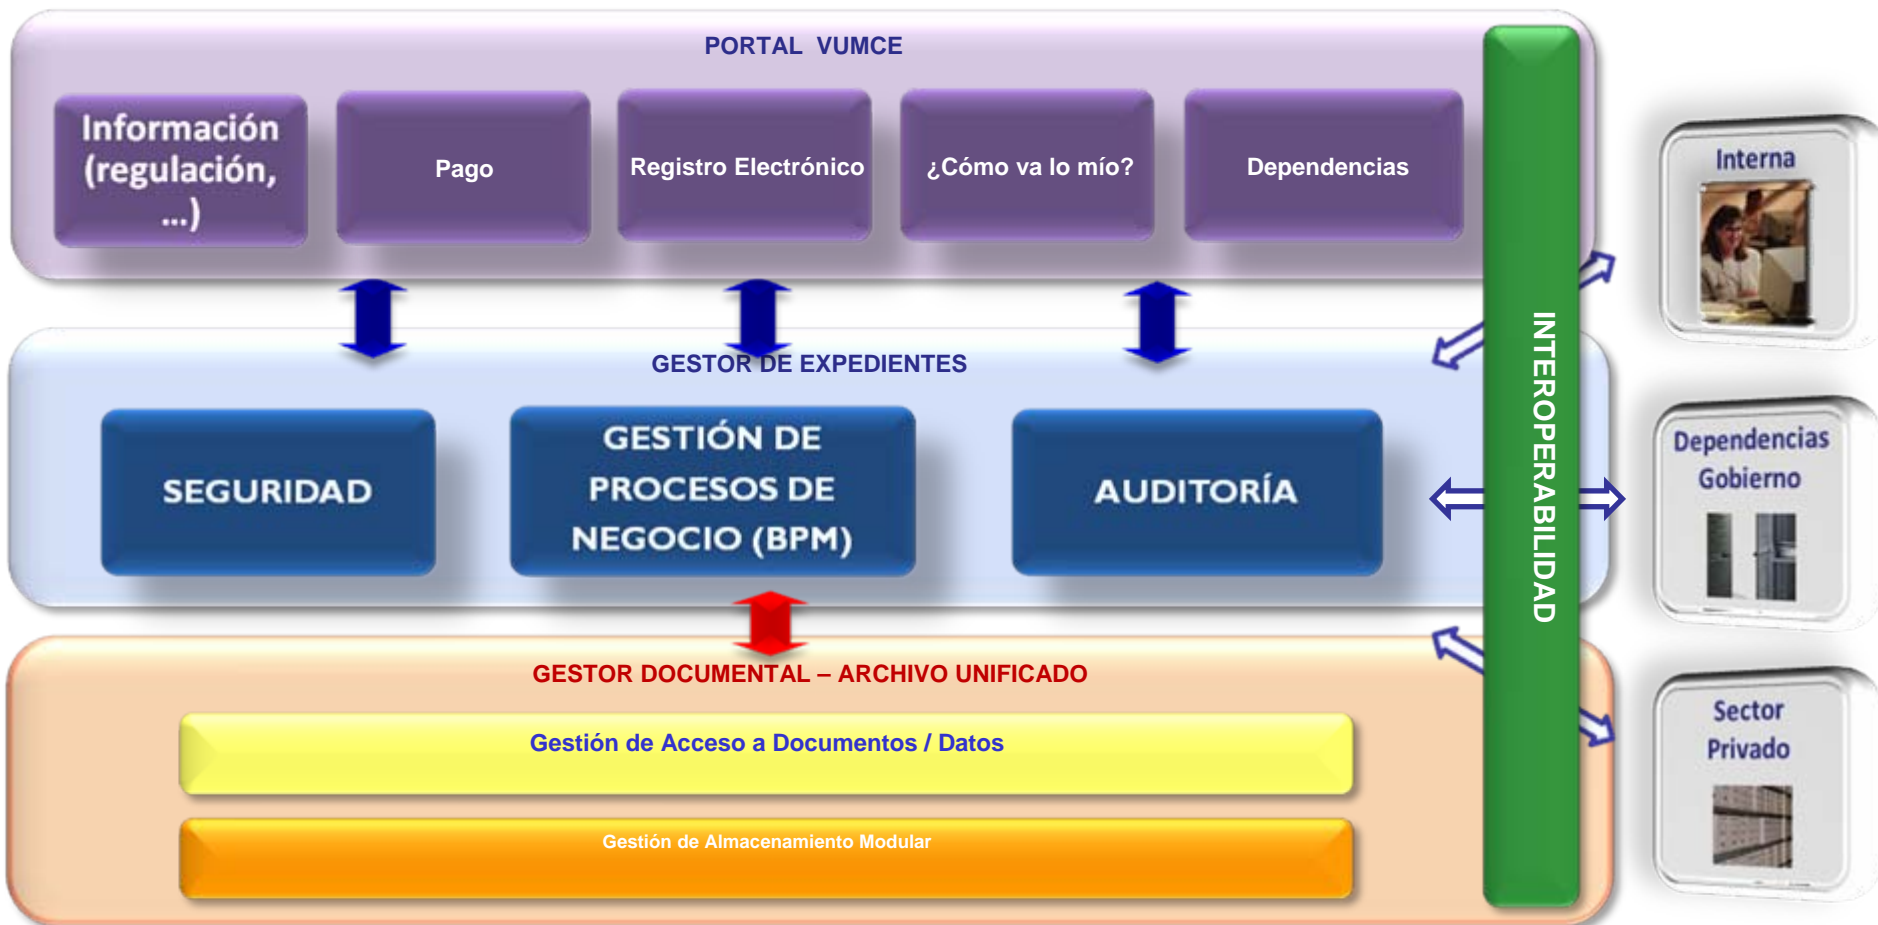 PORTAL VUMCE
Información
(regulación,
...)
Pago
Registro Electrónico
¿Cómo va lo mío?
Dependencias
GESTOR DE EXPEDIENTES
SEGURIDAD
GESTIÓN DE
PROCESOS DE
NEGOCIO (BPM)
AUDITORÍA
GESTOR DOCUMENTAL – ARCHIVO UNIFICADO
Gestión de Acceso a Documentos / Datos
Gestión de Almacenamiento Modular
INTEROPERABILIDAD
Interna
Dependencias
Gobierno
Sector
Privado